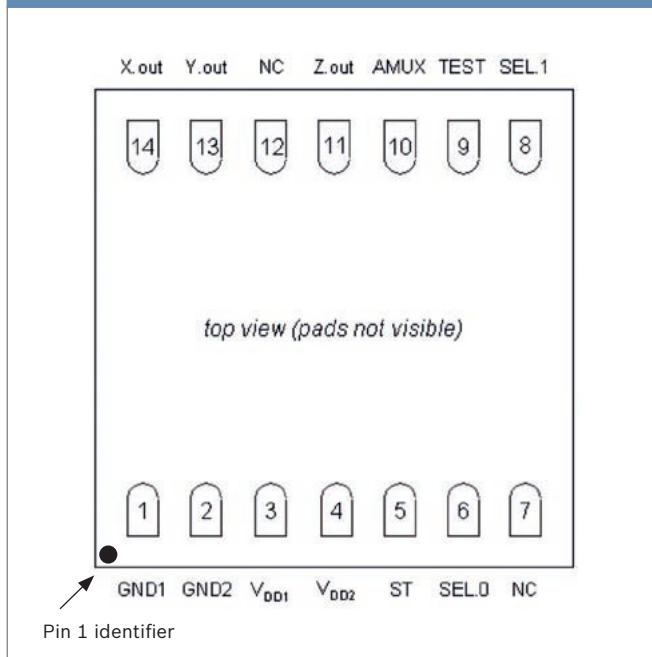 X.out Y.out NC Z.out AMUX TEST SEL.1
14 13 12 11 10 9 8
top view (pads not visible)
1 2 3 4 5 6 7
GND1 GND2 VDD1 VDD2 ST SEL.0 NC
Pin 1 identifier